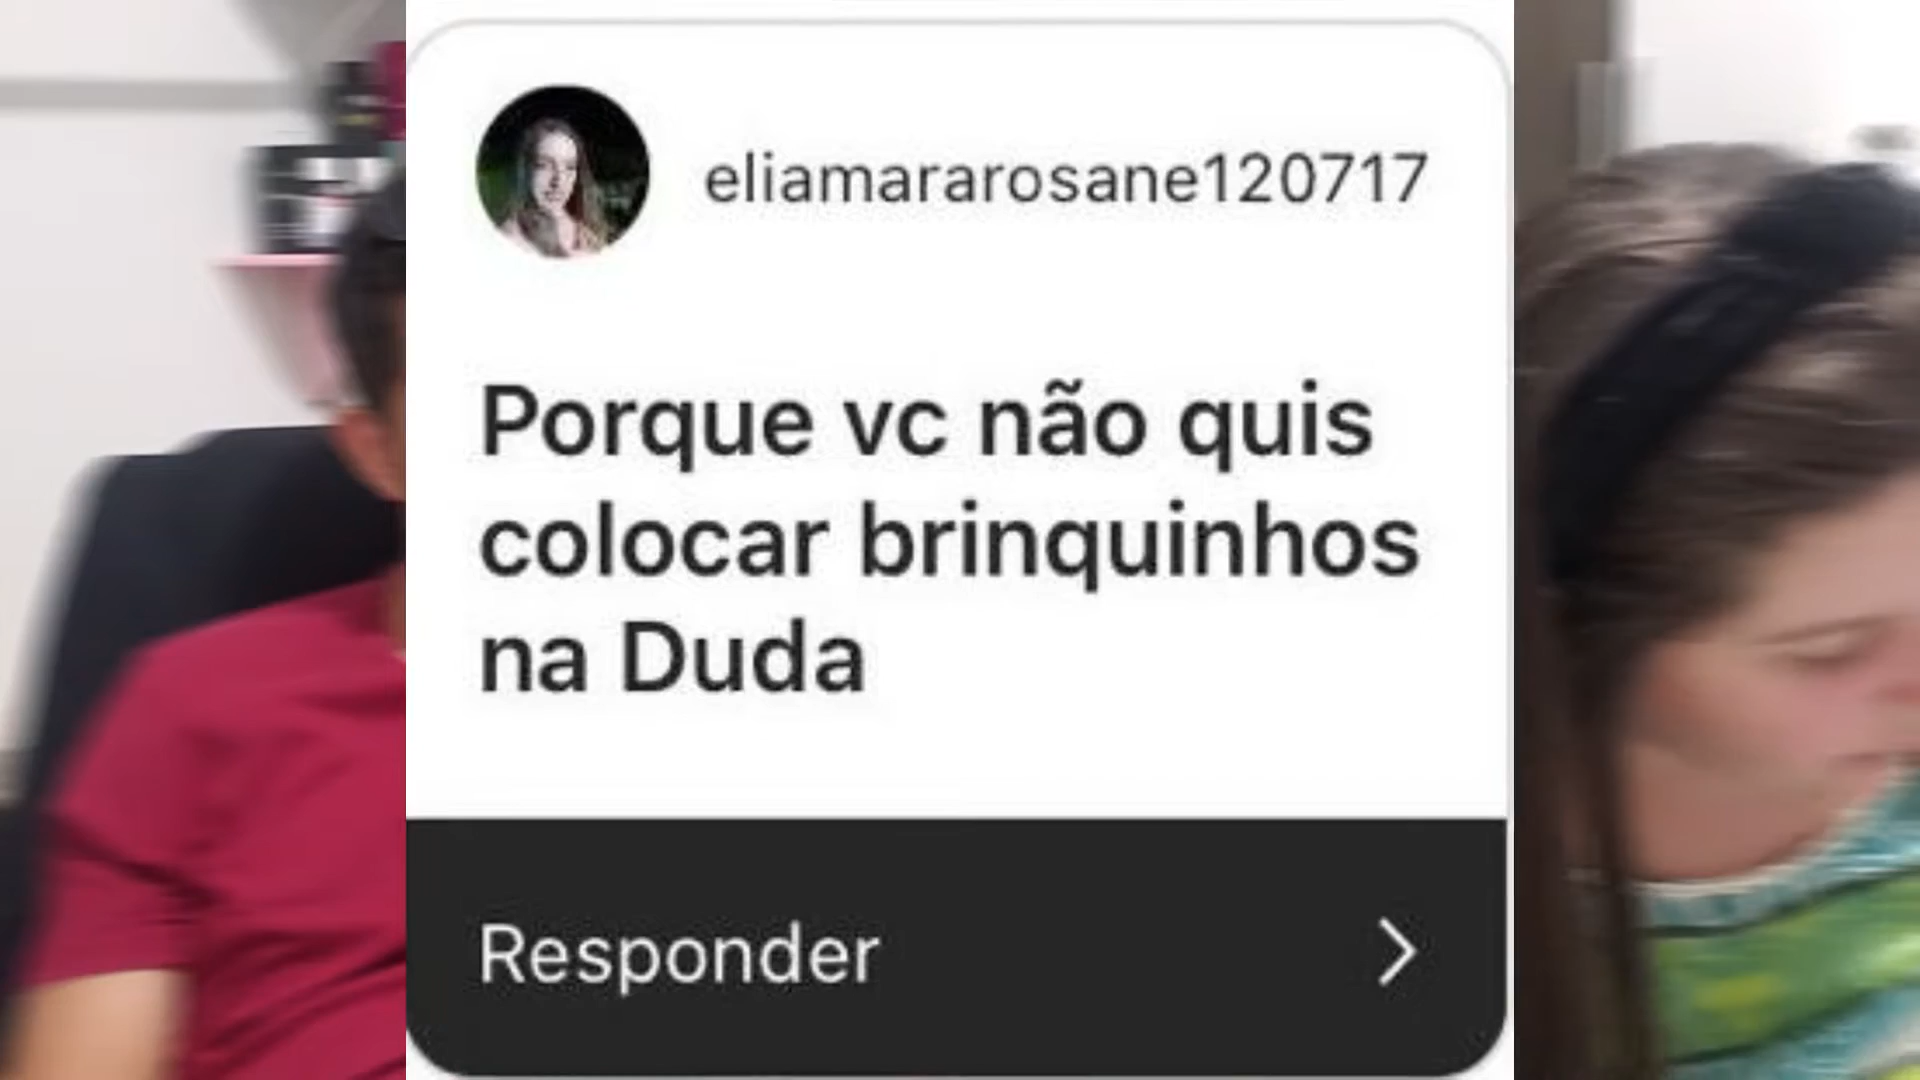 eliamararosane120717
Porque vc não quis
colocar brinquinhos
na Duda
Responder